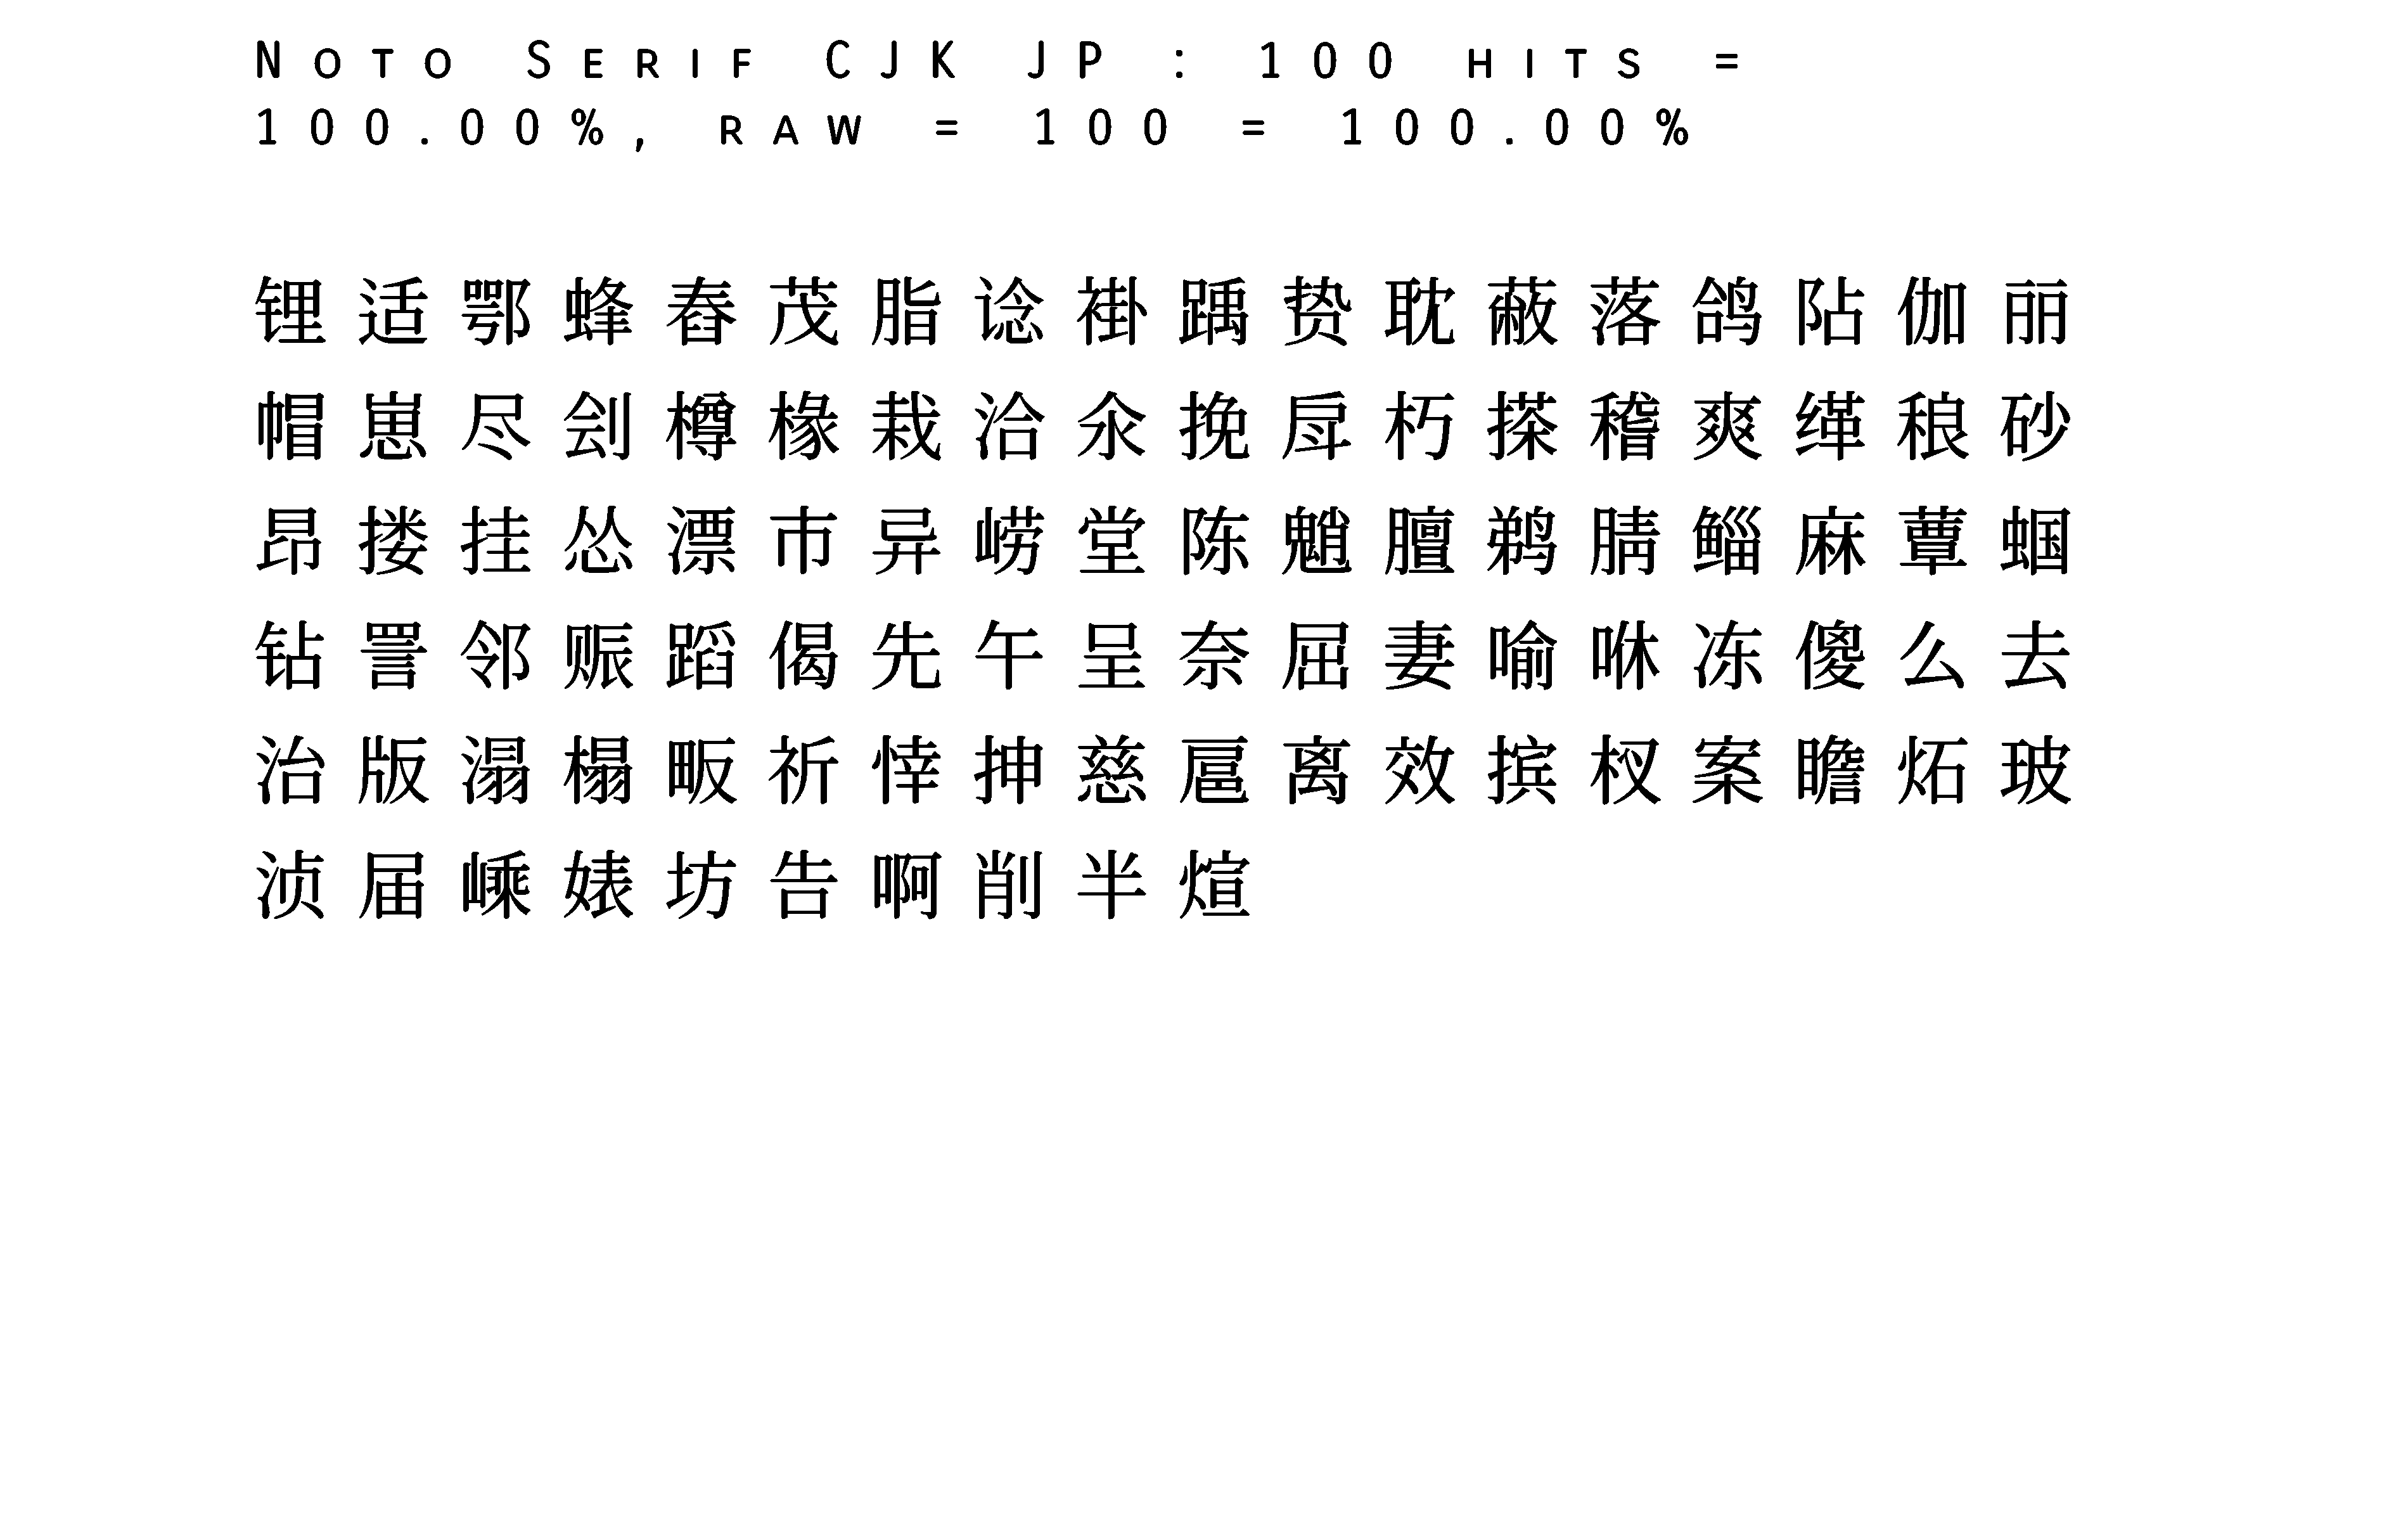 Noto Serif CJK JP : 100 hits =
100.00%, raw = 100 = 100.00%
锂适鄂蜂舂茂脂谂褂踽贽耽蔽落鸽阽伽丽
帽崽尽刽樽椽栽洽汆挽戽朽搽稽爽缂稂砂
昂搂挂怂漂市异崂堂陈魈膻鹈腈鲻麻蕈蝈
钻詈邻赈蹈偈先午呈奈屈妻喻咻冻傻么去
治版溻榻畈祈悻抻慈扈离效摈杈案瞻炻玻
浈届嵊婊坊告啊削半煊